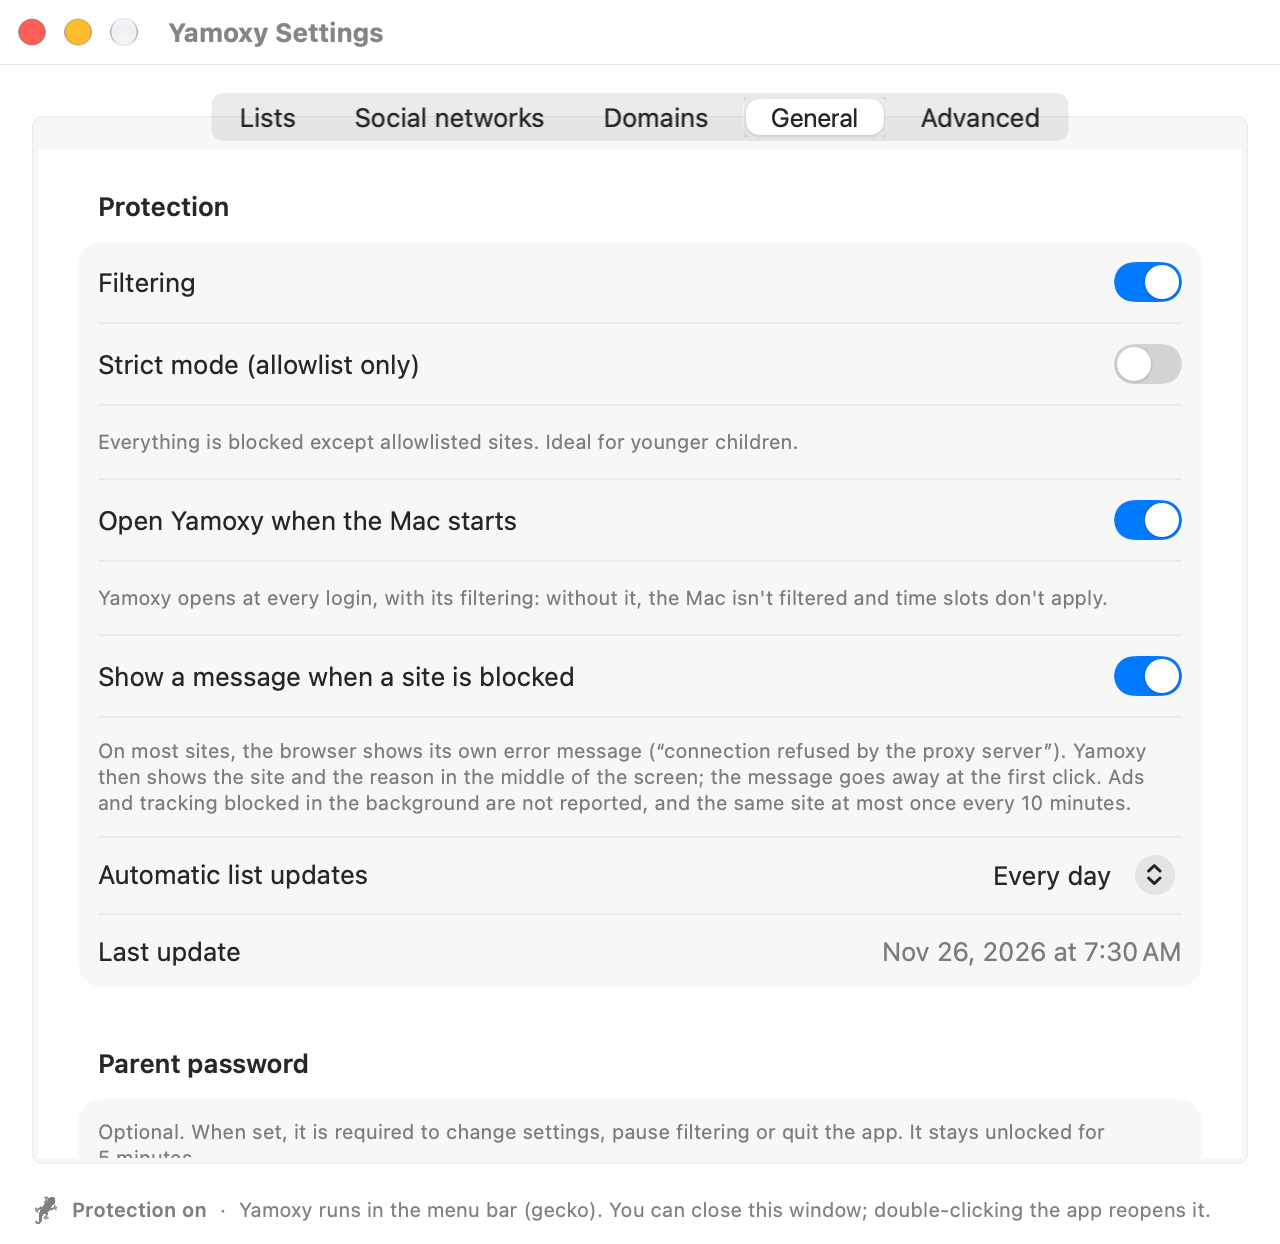 Yamoxy Settings
Lists
Social networks
Domains
General
Advanced
Protection
Filtering
Strict mode (allowlist only)
Everything is blocked except allowlisted sites. Ideal for younger children.
Open Yamoxy when the Mac starts
Yamoxy opens at every login, with its filtering: without it, the Mac isn't filtered and time slots don't apply.
Show a message when a site is blocked
On most sites, the browser shows its own error message (“connection refused by the proxy server”). Yamoxy
then shows the site and the reason in the middle of the screen; the message goes away at the first click. Ads
and tracking blocked in the background are not reported, and the same site at most once every 10 minutes.
Automatic list updates
Every day
Last update
Nov 26, 2026 at 7:30 AM
Parent password
Optional. When set, it is required to change settings, pause filtering or quit the app. It stays unlocked for
5 minutes.
Protection on · Yamoxy runs in the menu bar (gecko). You can close this window; double-clicking the app reopens it.